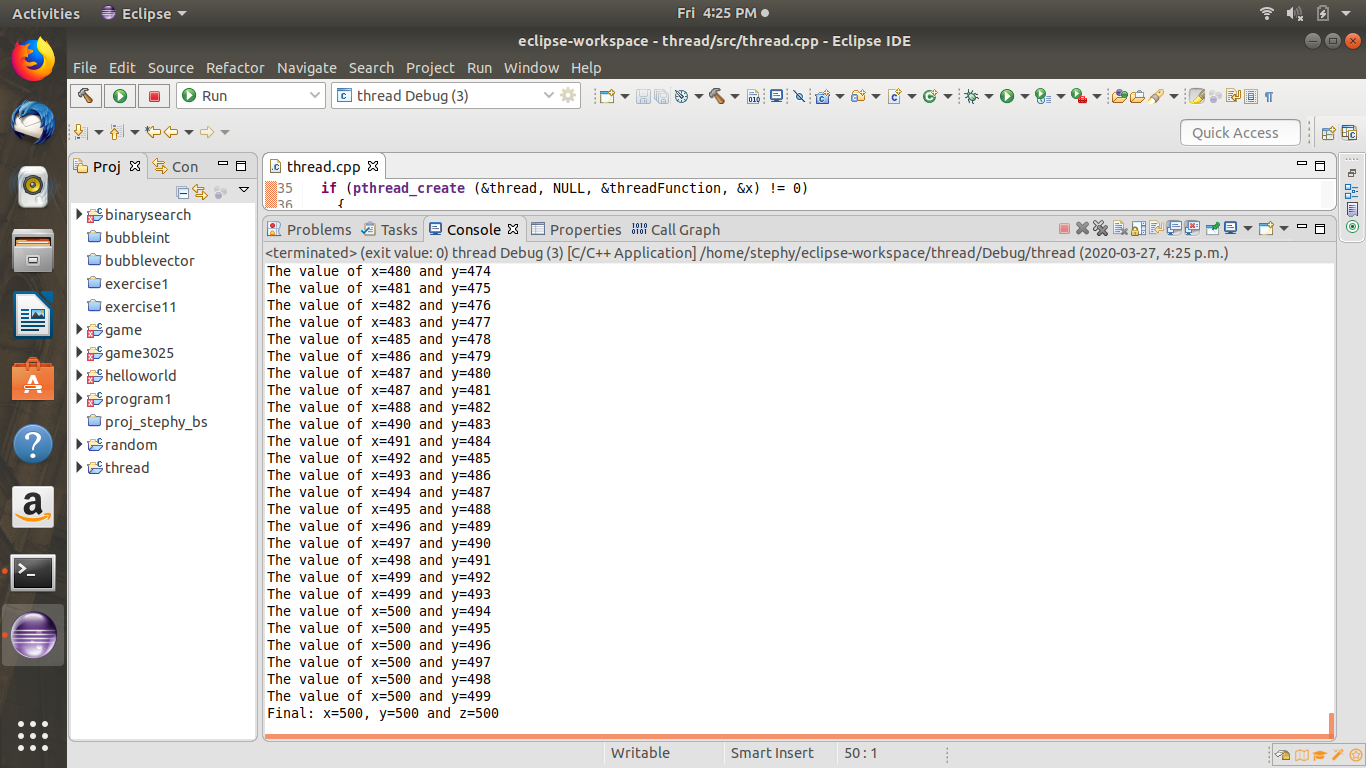 Activities Eclipse Fri 4:25 PM
eclipse-workspace - thread/src/thread.cpp - Eclipse IDE
File Edit Source Refactor Navigate Search Project Run Window Help
Run thread Debug (3)
Quick Access
Proj Con thread.cpp
35 if (pthread_create (&thread, NULL, &threadFunction, &x) != 0)
36 {
binarysearch
bubbleint
bubblevector
exercise1
exercise11
game
game3025
helloworld
program1
proj_stephy_bs
random
thread
Problems Tasks Console Properties Call Graph
<terminated> (exit value: 0) thread Debug (3) [C/C++ Application] /home/stephy/eclipse-workspace/thread/Debug/thread (2020-03-27, 4:25 p.m.)
The value of x=480 and y=474
The value of x=481 and y=475
The value of x=482 and y=476
The value of x=483 and y=477
The value of x=485 and y=478
The value of x=486 and y=479
The value of x=487 and y=480
The value of x=487 and y=481
The value of x=488 and y=482
The value of x=490 and y=483
The value of x=491 and y=484
The value of x=492 and y=485
The value of x=493 and y=486
The value of x=494 and y=487
The value of x=495 and y=488
The value of x=496 and y=489
The value of x=497 and y=490
The value of x=498 and y=491
The value of x=499 and y=492
The value of x=499 and y=493
The value of x=500 and y=494
The value of x=500 and y=495
The value of x=500 and y=496
The value of x=500 and y=497
The value of x=500 and y=498
The value of x=500 and y=499
Final: x=500, y=500 and z=500
Writable Smart Insert 50 : 1